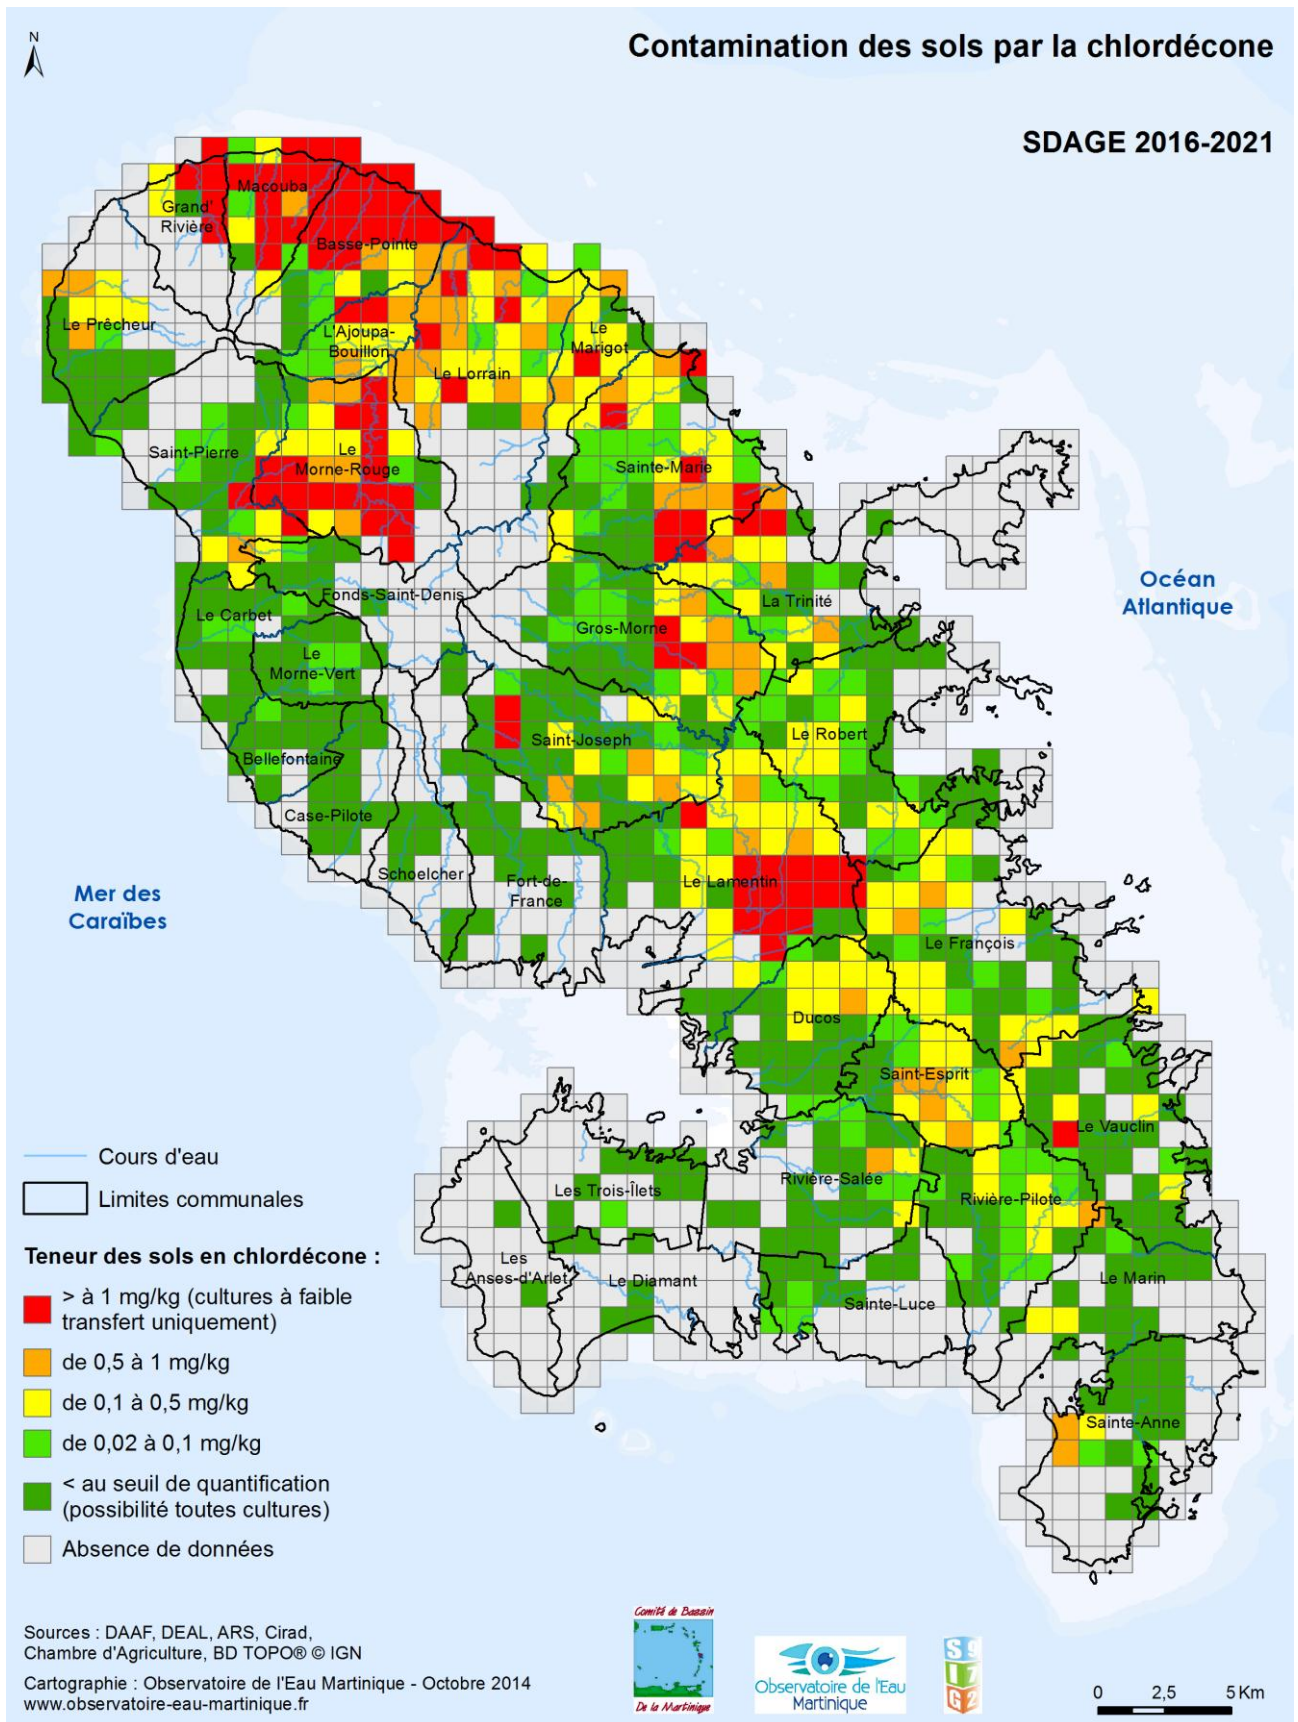 N
Contamination des sols par la chlordécone
SDAGE 2016-2021
Macouba
Grand'
Rivière
Basse-Pointe
Le Prêcheur
L'Ajoupa-
Bouillon
Le
Marigot
Le Lorrain
Saint-Pierre
Le
Morne-Rouge
Sainte-Marie
Océan
Atlantique
Fonds-Saint-Denis
La Trinité
Le Carbet
Gros-Morne
Le
Morne-Vert
Saint-Joseph
Le Robert
Bellefontaine
Case-Pilote
Schoelcher
Fort-de-
France
Le Lamentin
Mer des
Caraïbes
Le François
Ducos
Saint-Esprit
Le Vauclin
Cours d'eau
Limites communales
Les Trois-Îlets
Rivière-Salée
Rivière-Pilote
Les
Anses-d'Arlet
Le Diamant
Sainte-Luce
Le Marin
Sainte-Anne
Teneur des sols en chlordécone :
> à 1 mg/kg (cultures à faible
transfert uniquement)
de 0,5 à 1 mg/kg
de 0,1 à 0,5 mg/kg
de 0,02 à 0,1 mg/kg
< au seuil de quantification
(possibilité toutes cultures)
Absence de données
Sources : DAAF, DEAL, ARS, Cirad,
Chambre d'Agriculture, BD TOPO® © IGN
Cartographie : Observatoire de l'Eau Martinique - Octobre 2014
www.observatoire-eau-martinique.fr
Comité de Bassin
De la Martinique
Observatoire de l'Eau
Martinique
S 9
I 7
G 2
0 2,5 5 Km